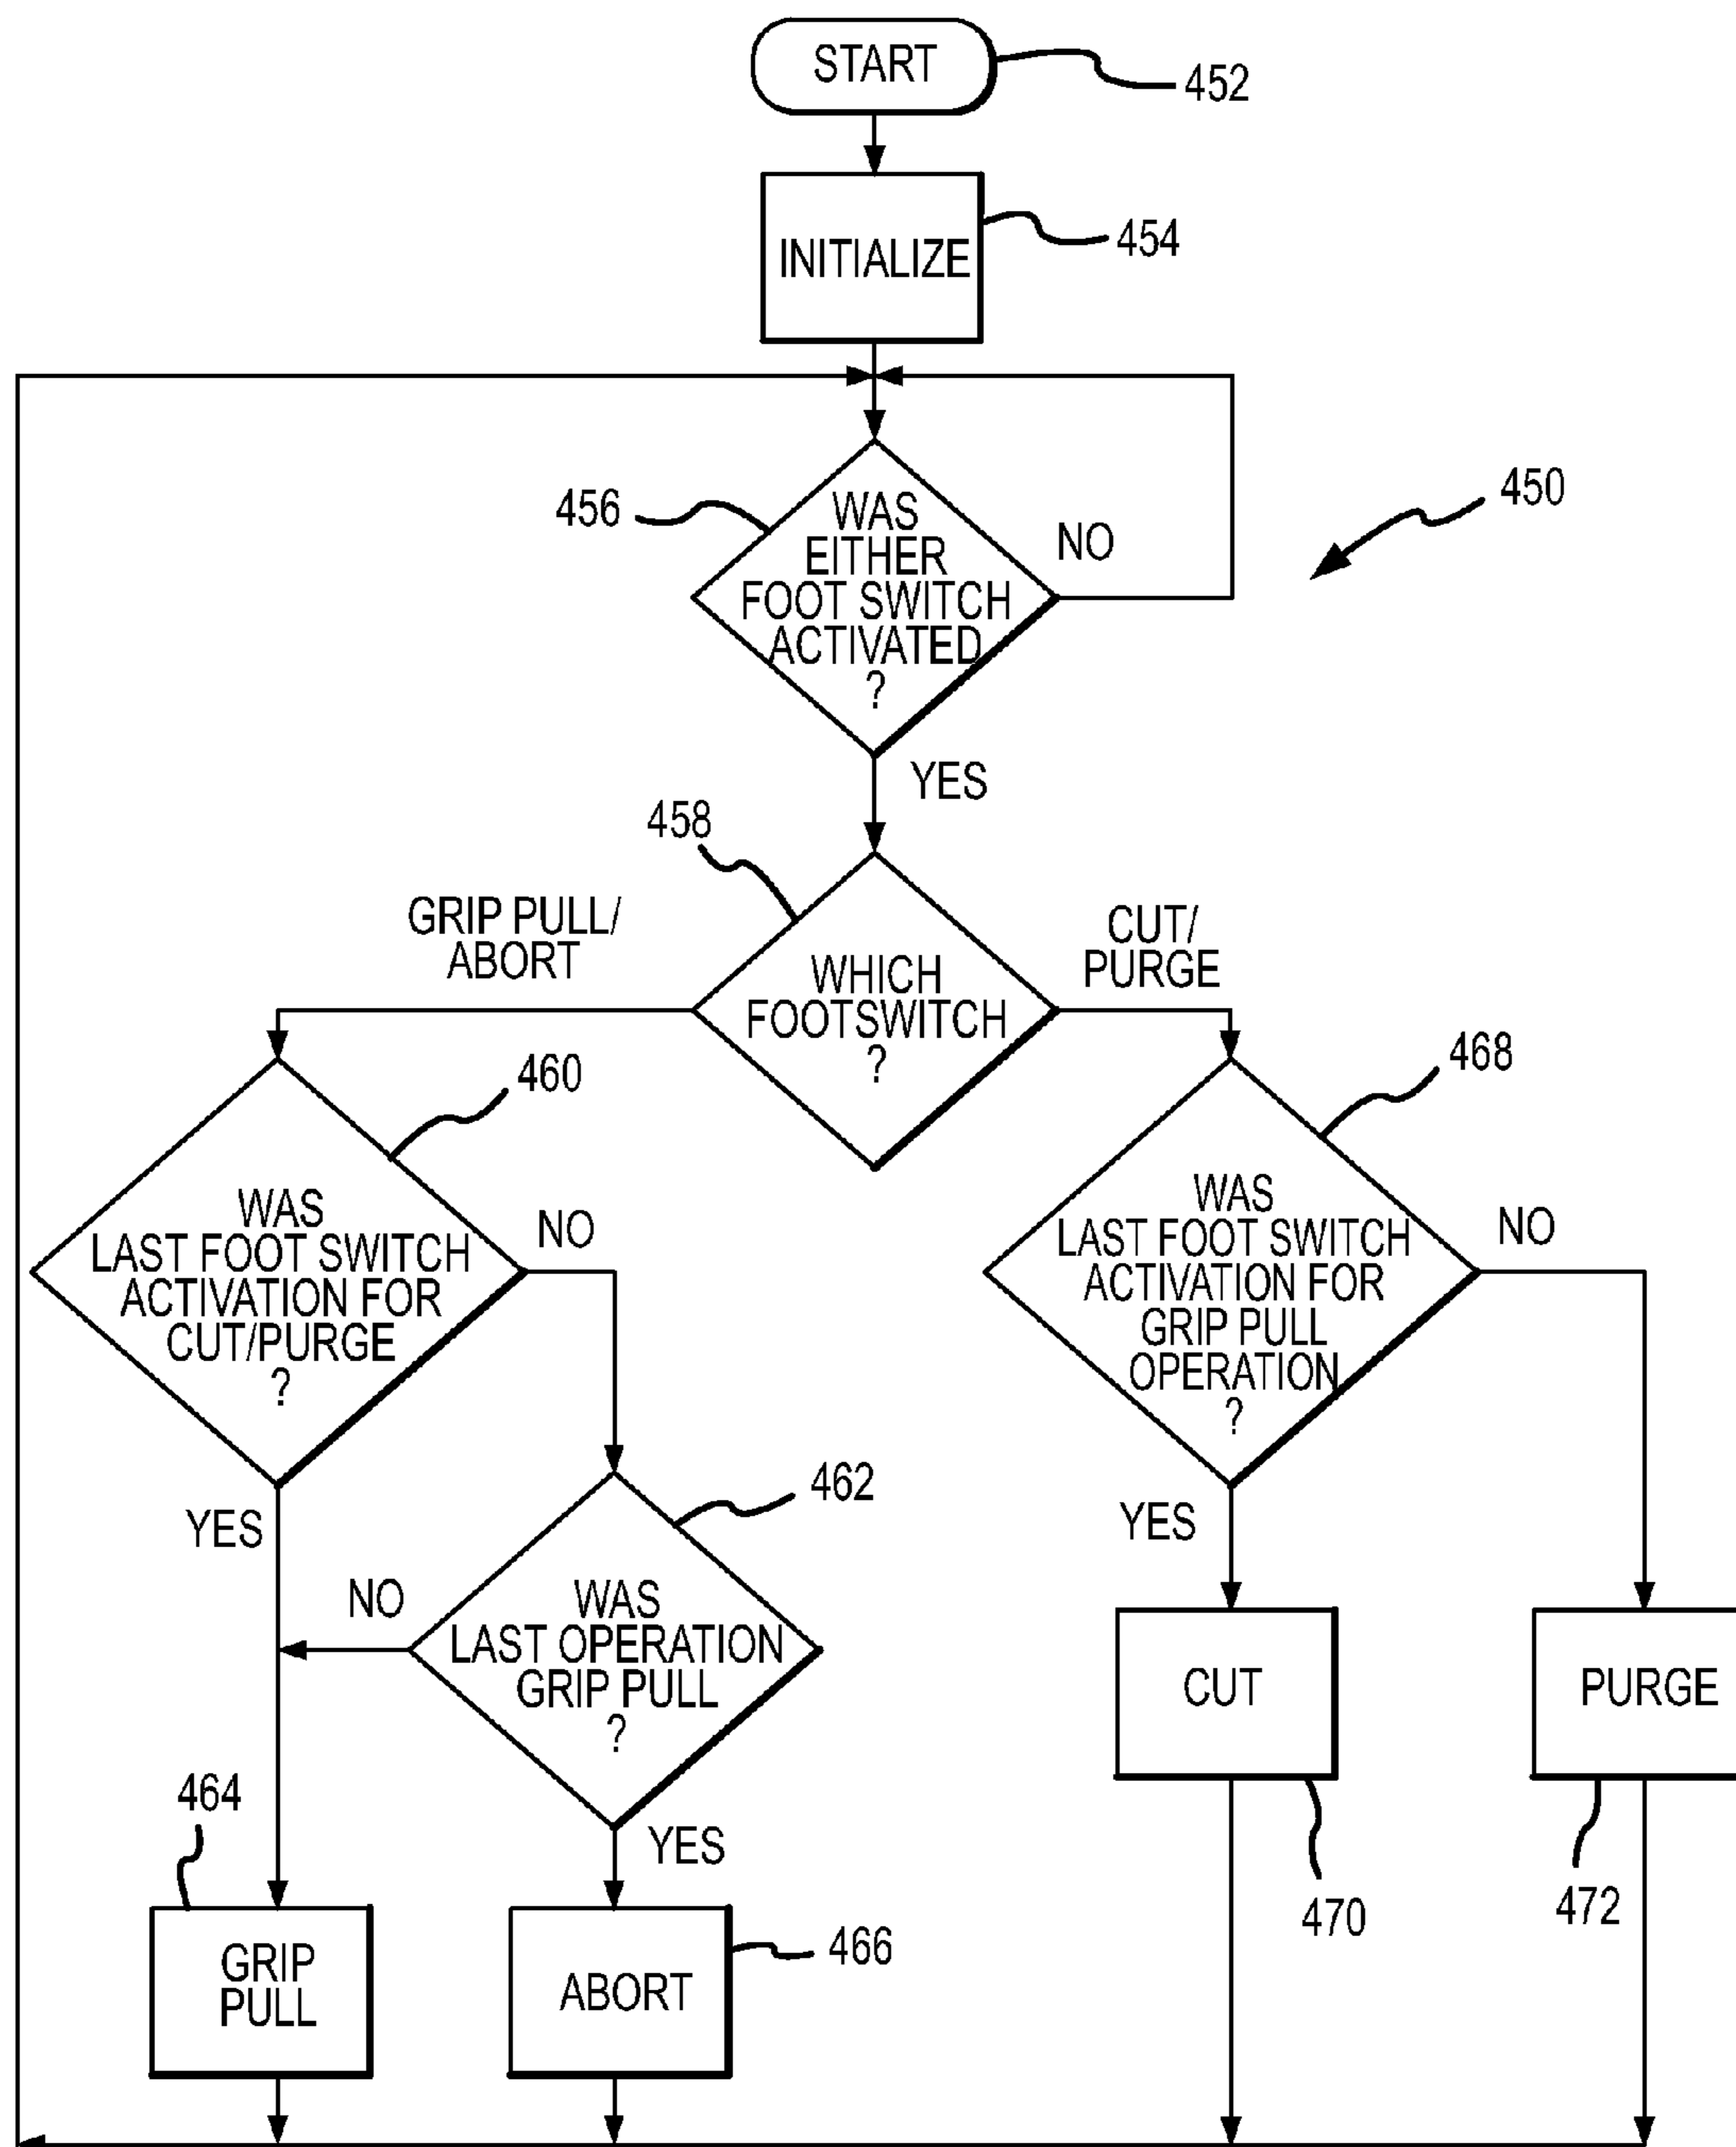 START
452
INITIALIZE
454
456
WAS
EITHER
FOOT SWITCH
ACTIVATED
?
NO
450
YES
458
GRIP PULL/
ABORT
WHICH
FOOTSWITCH
?
CUT/
PURGE
460
WAS
LAST FOOT SWITCH
ACTIVATION FOR
CUT/PURGE
?
NO
YES
468
WAS
LAST FOOT SWITCH
ACTIVATION FOR
GRIP PULL
OPERATION
?
NO
YES
462
WAS
LAST OPERATION
GRIP PULL
?
NO
YES
464
GRIP
PULL
ABORT
466
CUT
470
PURGE
472